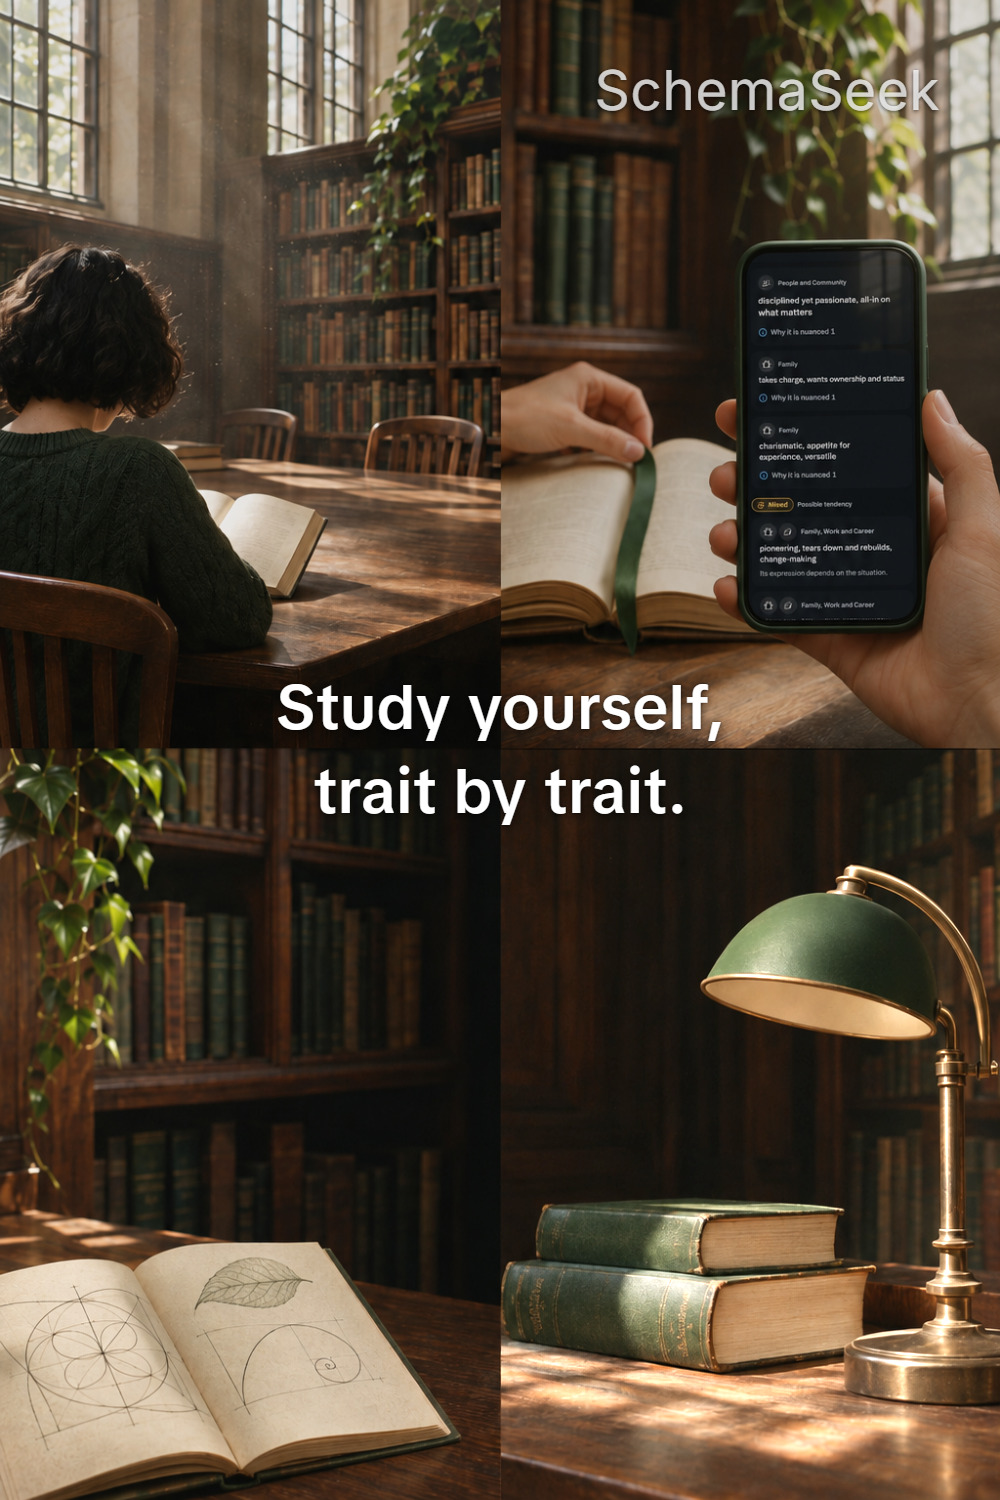 SchemaSeek
People and Community
disciplined yet passionate, all-in on
what matters
Why it is nuanced 1
Family
takes charge, wants ownership and status
Why it is nuanced 1
Family
charismatic, appetite for
experience, versatile
Why it is nuanced 1
Mixed Possible tendency
Family, Work and Career
pioneering, tears down and rebuilds,
change-making
Its expression depends on the situation.
Family, Work and Career
Study yourself,
trait by trait.